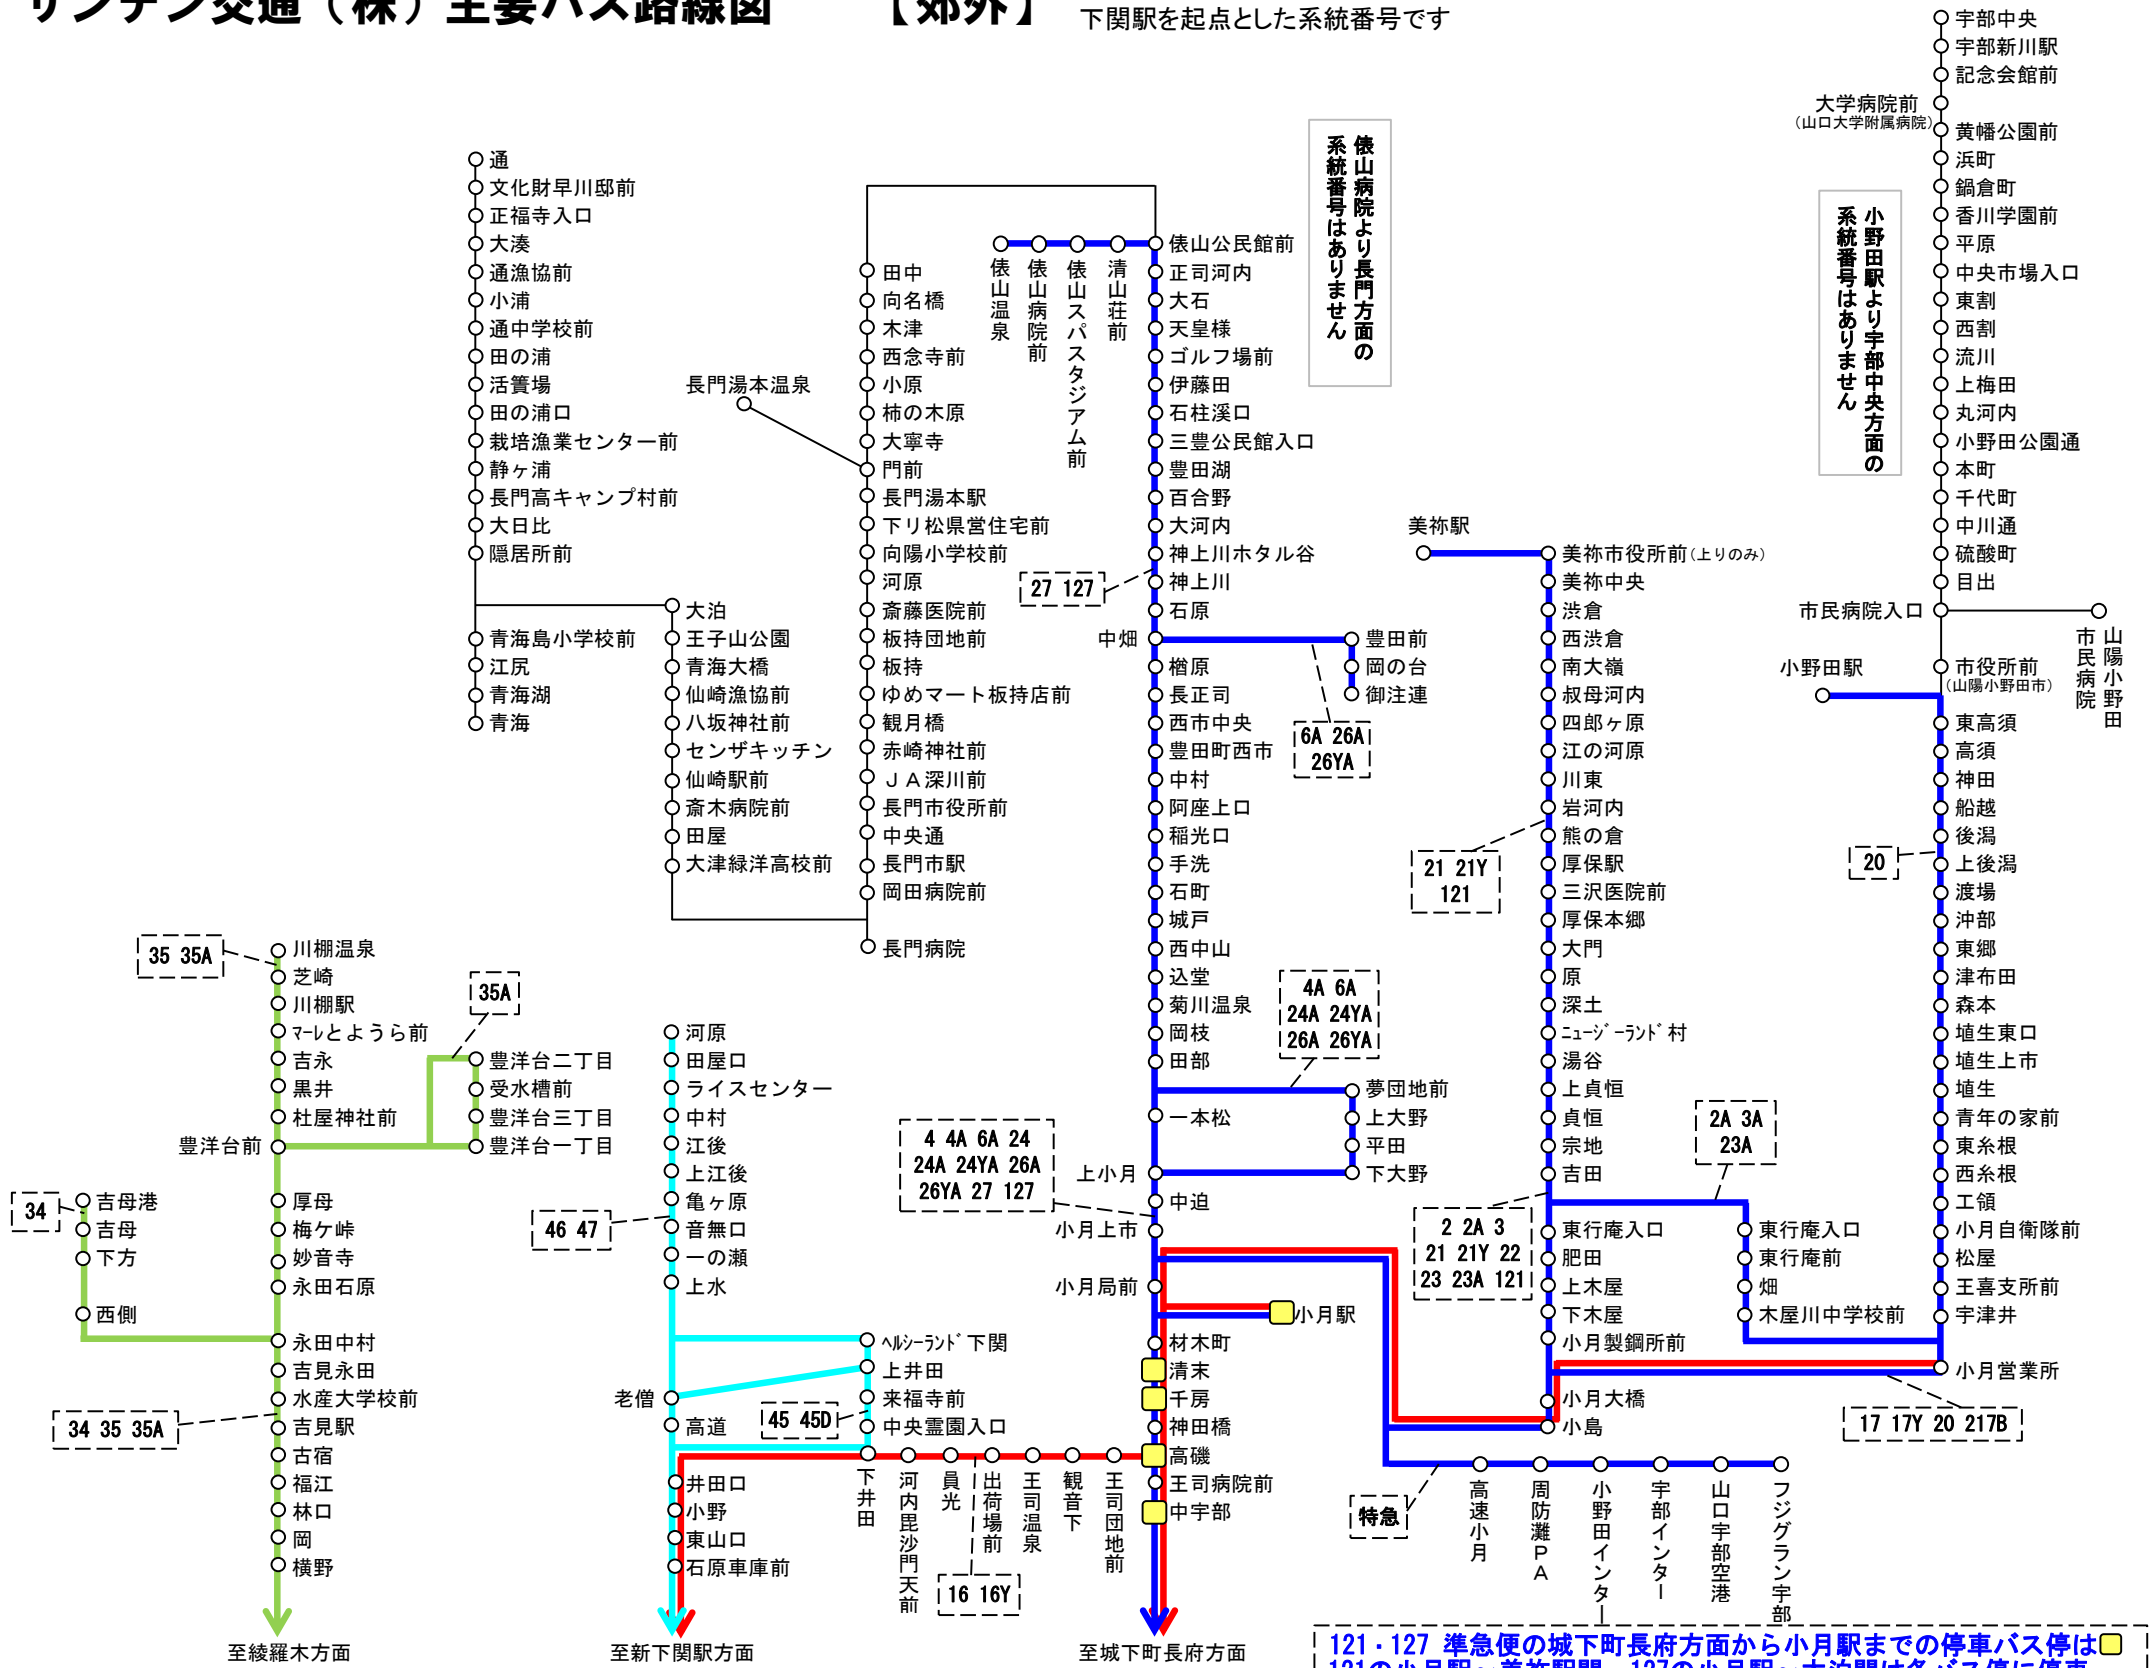 サンデン交通（株）主要バス路線図　【郊外】
下関駅を起点とした系統番号です
通
文化財早川邸前
正福寺入口
大湊
通漁協前
小浦
通中学校前
田の浦
活簀場
田の浦口
栽培漁業センター前
静ヶ浦
長門高キャンプ村前
大日比
隠居所前
青海島小学校前
江尻
青海湖
青海
大泊
王子山公園
青海大橋
仙崎漁協前
八坂神社前
センザキッチン
仙崎駅前
斎木病院前
田屋
大津緑洋高校前
長門湯本温泉
田中
向名橋
木津
西念寺前
小原
柿の木原
大寧寺
門前
長門湯本駅
下リ松県営住宅前
向陽小学校前
河原
斎藤医院前
板持団地前
板持
ゆめマート板持店前
観月橋
赤崎神社前
ＪＡ深川前
長門市役所前
中央通
長門市駅
岡田病院前
長門病院
俵山温泉
俵山病院前
俵山スパスタジアム前
清山荘前
俵山公民館前
正司河内
大石
天皇様
ゴルフ場前
伊藤田
石柱溪口
三豊公民館入口
豊田湖
百合野
大河内
神上川ホタル谷
27 127
神上川
石原
中畑
楢原
長正司
西市中央
豊田町西市
中村
阿座上口
稲光口
手洗
石町
城戸
西中山
込堂
菊川温泉
岡枝
田部
一本松
上小月
中迫
小月上市
小月局前
小月駅
材木町
清末
千房
神田橋
高磯
王司病院前
中宇部
至城下町長府方面
俵山病院より長門方面の
系統番号はありません
豊田前
岡の台
御注連
6A 26A
26YA
4A 6A
24A 24YA
26A 26YA
夢団地前
上大野
平田
下大野
4 4A 6A 24
24A 24YA 26A
26YA 27 127
美祢駅
美祢市役所前(上りのみ)
美祢中央
渋倉
西渋倉
南大嶺
叔母河内
四郎ヶ原
江の河原
川東
岩河内
熊の倉
厚保駅
三沢医院前
厚保本郷
大門
原
深土
ﾆｭｰｼﾞｰﾗﾝﾄﾞ村
湯谷
上貞恒
貞恒
宗地
吉田
東行庵入口
肥田
上木屋
下木屋
小月製鋼所前
小月大橋
小島
21 21Y
121
2A 3A
23A
2 2A 3
21 21Y 22
23 23A 121
東行庵入口
東行庵前
畑
木屋川中学校前
小野田駅より宇部中央方面の
系統番号はありません
宇部中央
宇部新川駅
記念会館前
大学病院前
(山口大学附属病院)
黄幡公園前
浜町
鍋倉町
香川学園前
平原
中央市場入口
東割
西割
流川
上梅田
丸河内
小野田公園通
本町
千代町
中川通
硫酸町
目出
市民病院入口
山陽小野田
市民病院
市役所前
(山陽小野田市)
小野田駅
東高須
高須
神田
船越
後潟
20
上後潟
渡場
沖部
東郷
津布田
森本
埴生東口
埴生上市
埴生
青年の家前
東糸根
西糸根
工領
小月自衛隊前
松屋
王喜支所前
宇津井
小月営業所
17 17Y 20 217B
特急
高速小月
周防灘ＰＡ
小野田インター
宇部インター
山口宇部空港
フジグラン宇部
35 35A
川棚温泉
芝崎
川棚駅
ﾏｰﾚとようら前
吉永
黒井
杜屋神社前
豊洋台前
35A
豊洋台二丁目
受水槽前
豊洋台三丁目
豊洋台一丁目
34
吉母港
吉母
下方
西側
厚母
梅ケ峠
妙音寺
永田石原
永田中村
吉見永田
水産大学校前
34 35 35A
吉見駅
古宿
福江
林口
岡
横野
至綾羅木方面
河原
田屋口
ライスセンター
中村
江後
上江後
亀ヶ原
46 47
音無口
一の瀬
上水
ﾍﾙｼｰﾗﾝﾄﾞ下関
上井田
来福寺前
中央霊園入口
45 45D
老僧
高道
井田口
小野
東山口
石原車庫前
至新下関駅方面
下井田
河内毘沙門天前
員光
出荷場前
王司温泉
観音下
王司団地前
16 16Y
121・127 準急便の城下町長府方面から小月駅までの停車バス停は
121の小月駅～美祢駅間、127の小月駅～大泊間は各バス停に停車